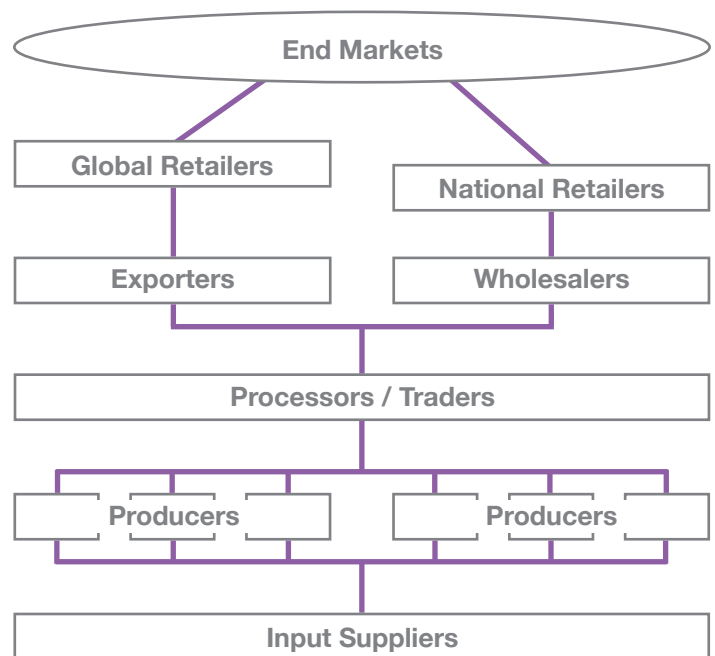 End Markets
Global Retailers
National Retailers
Exporters
Wholesalers
Processors / Traders
Producers
Producers
Input Suppliers